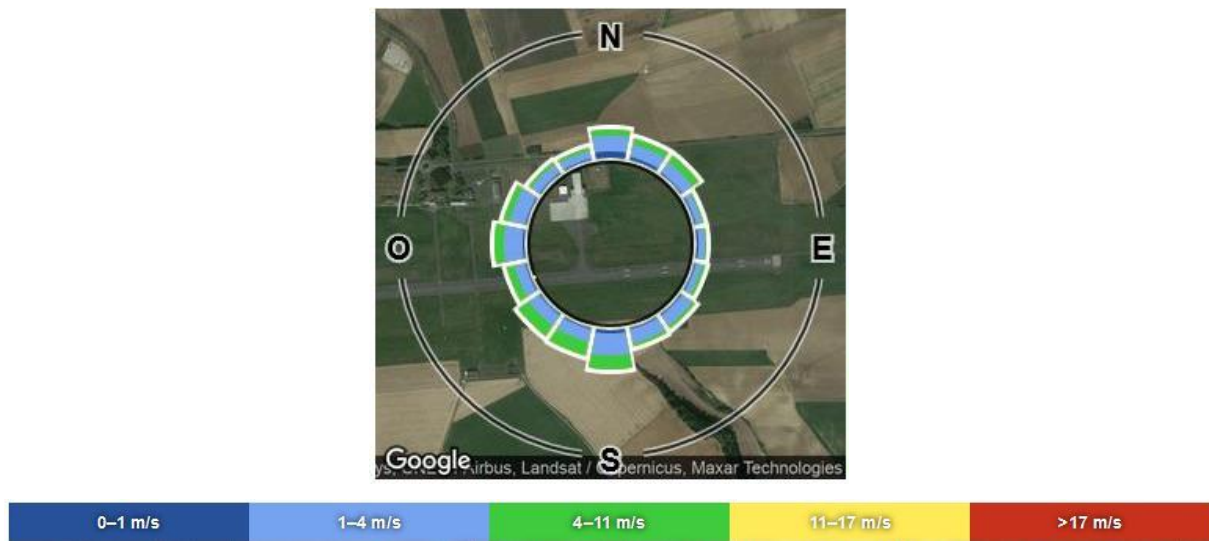 N
O
E
S
Google
Airbus, Landsat / Copernicus, Maxar Technologies
0–1 m/s
1–4 m/s
4–11 m/s
11–17 m/s
>17 m/s